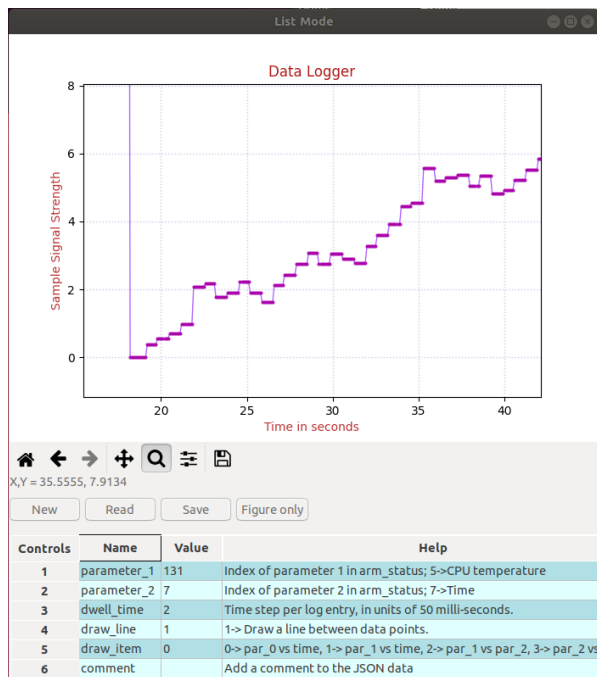 List Mode
Data Logger
8
6
4
2
0
Sample Signal Strength
20 25 30 35 40
Time in seconds
X,Y = 35.5555, 7.9134
New Read Save Figure only
Controls Name Value Help
1 parameter_1 131 Index of parameter 1 in arm_status; 5->CPU temperature
2 parameter_2 7 Index of parameter 2 in arm_status; 7->Time
3 dwell_time 2 Time step per log entry, in units of 50 milli-seconds.
4 draw_line 1 1-> Draw a line between data points.
5 draw_item 0 0-> par_0 vs time, 1-> par_1 vs time, 2-> par_1 vs par_2, 3-> par_2 vs
6 comment Add a comment to the JSON data